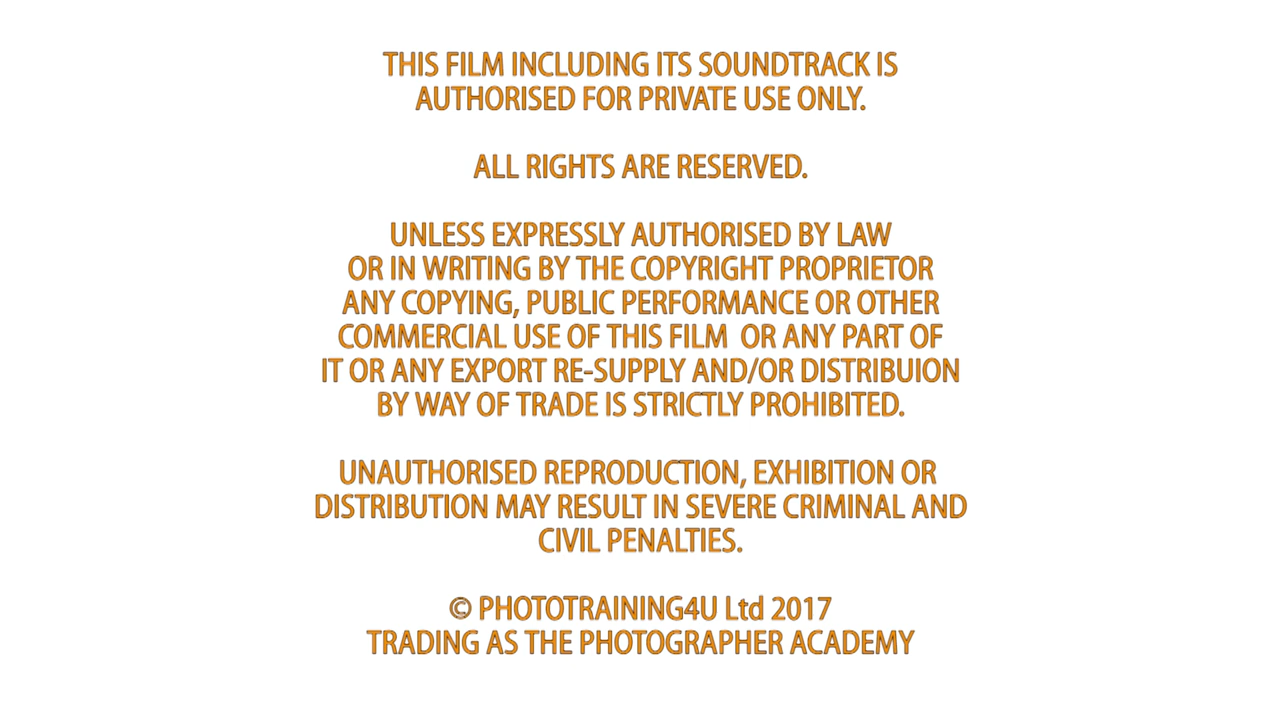 THIS FILM INCLUDING ITS SOUNDTRACK IS
AUTHORISED FOR PRIVATE USE ONLY.
ALL RIGHTS ARE RESERVED.
UNLESS EXPRESSLY AUTHORISED BY LAW
OR IN WRITING BY THE COPYRIGHT PROPRIETOR
ANY COPYING, PUBLIC PERFORMANCE OR OTHER
COMMERCIAL USE OF THIS FILM  OR ANY PART OF
IT OR ANY EXPORT RE-SUPPLY AND/OR DISTRIBUION
BY WAY OF TRADE IS STRICTLY PROHIBITED.
UNAUTHORISED REPRODUCTION, EXHIBITION OR
DISTRIBUTION MAY RESULT IN SEVERE CRIMINAL AND
CIVIL PENALTIES.
© PHOTOTRAINING4U Ltd 2017
TRADING AS THE PHOTOGRAPHER ACADEMY